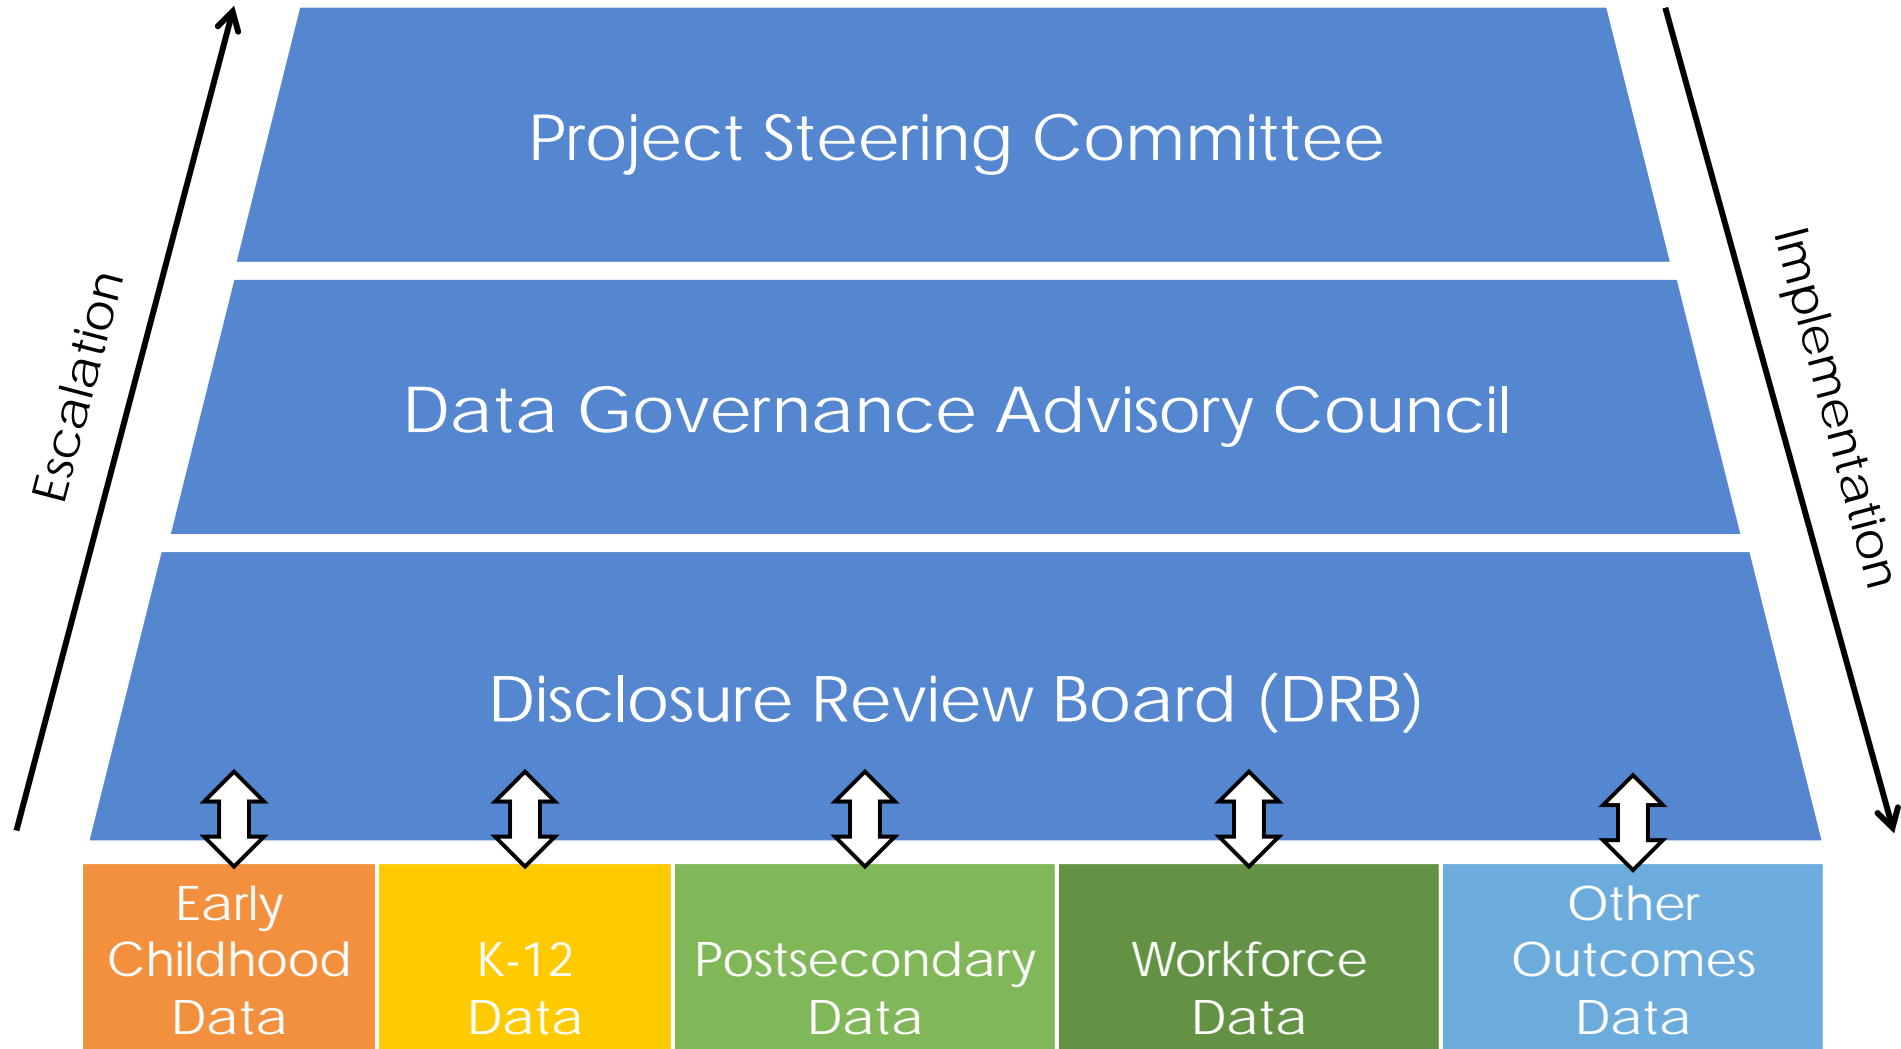 Project Steering Committee
Escalation
Implementation
Data Governance Advisory Council
Disclosure Review Board (DRB)
Early
Childhood
Data
K-12
Data
Postsecondary
Data
Workforce
Data
Other
Outcomes
Data